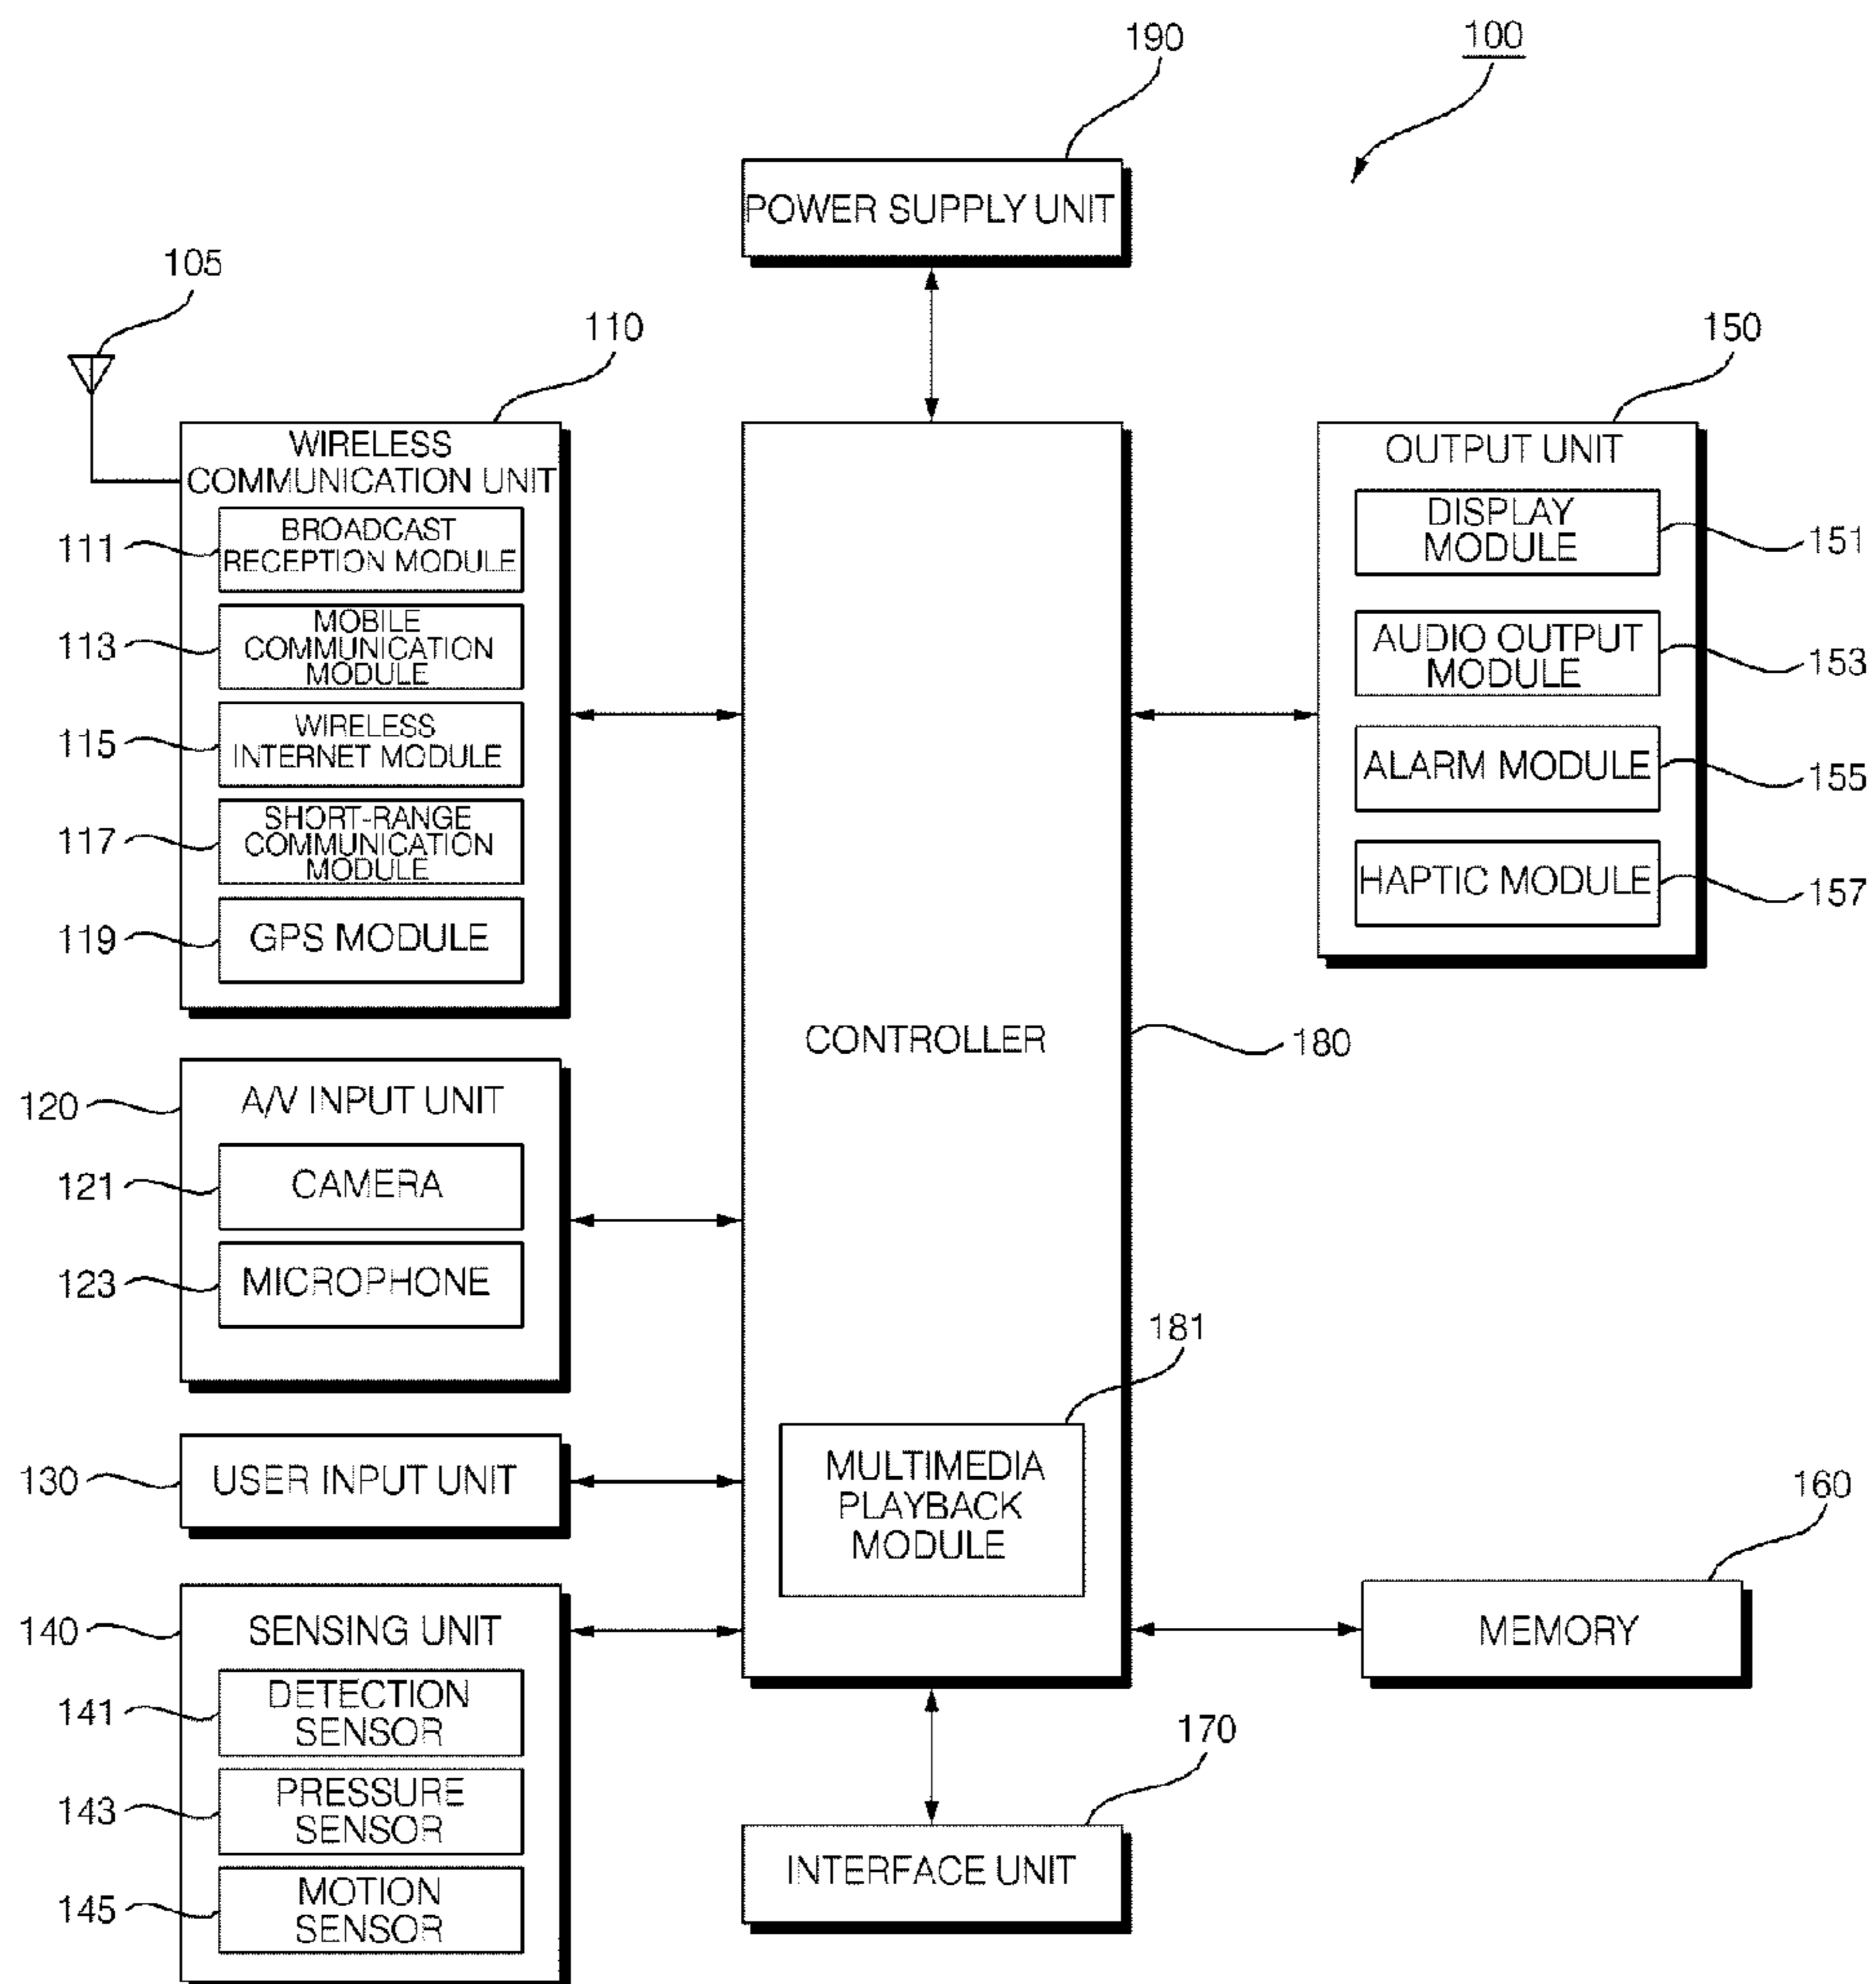 190
100
POWER SUPPLY UNIT
105
110
150
WIRELESS
COMMUNICATION UNIT
111
BROADCAST
RECEPTION MODULE
113
MOBILE
COMMUNICATION
MODULE
115
WIRELESS
INTERNET MODULE
117
SHORT-RANGE
COMMUNICATION
MODULE
119
GPS MODULE
OUTPUT UNIT
DISPLAY
MODULE
151
AUDIO OUTPUT
MODULE
153
ALARM MODULE
155
HAPTIC MODULE
157
CONTROLLER
180
120
A/V INPUT UNIT
121
CAMERA
123
MICROPHONE
181
MULTIMEDIA
PLAYBACK
MODULE
130
USER INPUT UNIT
160
MEMORY
140
SENSING UNIT
141
DETECTION
SENSOR
143
PRESSURE
SENSOR
145
MOTION
SENSOR
170
INTERFACE UNIT